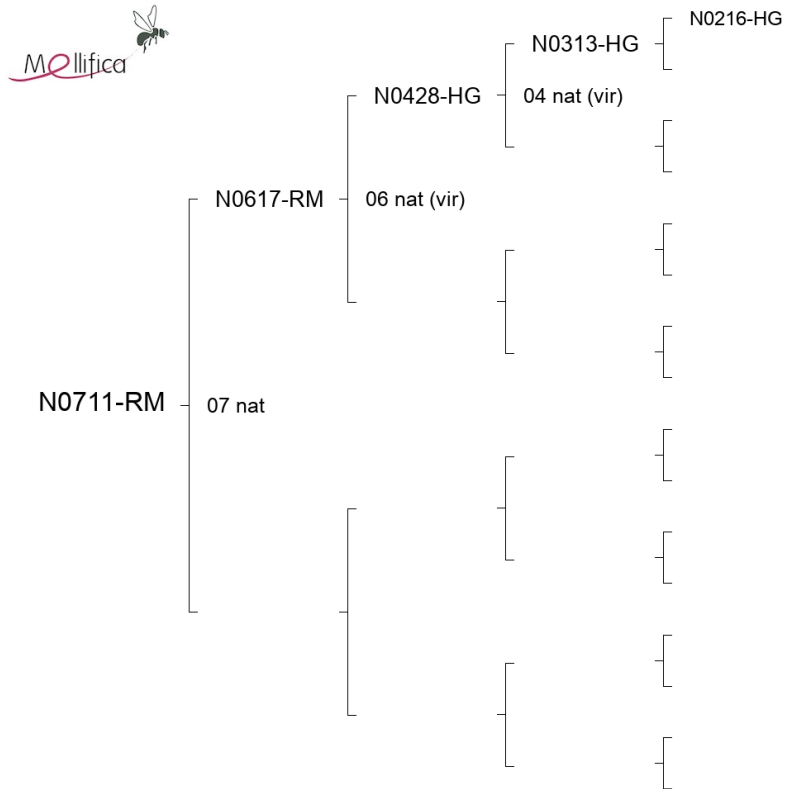 Mellifica
N0216-HG
N0313-HG
N0428-HG
04 nat (vir)
N0617-RM
06 nat (vir)
N0711-RM
07 nat